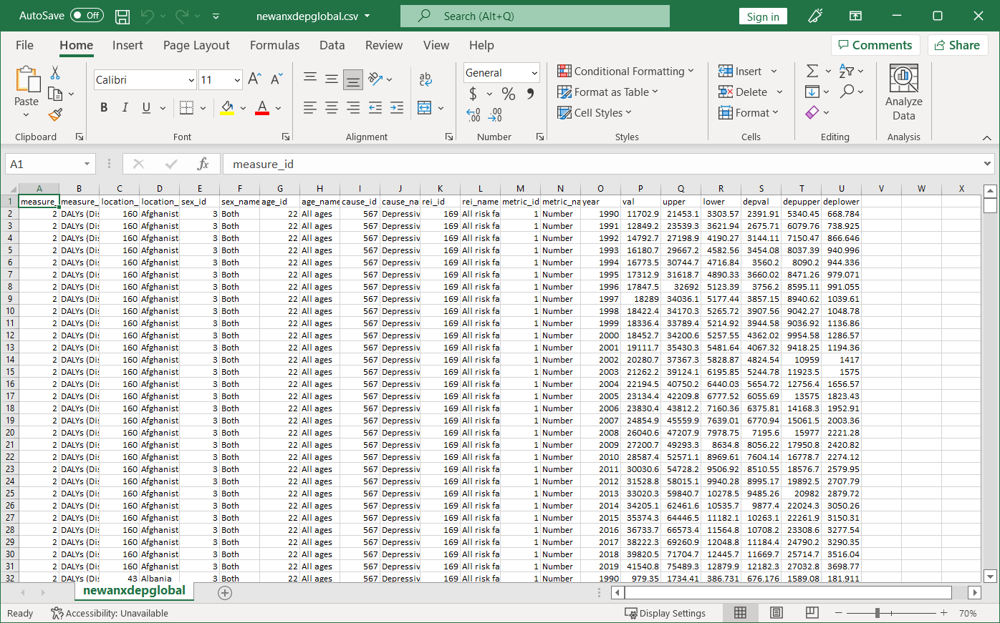 AutoSave Off newanxdepglobal.csv Search (Alt+Q) Sign in
File Home Insert Page Layout Formulas Data Review View Help Comments Share
Paste Calibri 11 General Conditional Formatting Insert
B I U A $ % Format as Table Delete Analyze Data
Cell Styles Format
Clipboard Font Alignment Number Styles Cells Editing Analysis
A1 fx measure_id
A B C D E F G H I J K L M N O P Q R S T U V W X
1 measure_ measure_ location_ location_ sex_id sex_name age_id age_name cause_id cause_na rei_id rei_name metric_id metric_na year val upper lower depval depupper deplower
2 2 DALYs (Dis 160 Afghanist 3 Both 22 All ages 567 Depressiv 169 All risk fa 1 Number 1990 11702.9 21453.1 3303.57 2391.91 5340.45 668.784
3 2 DALYs (Dis 160 Afghanist 3 Both 22 All ages 567 Depressiv 169 All risk fa 1 Number 1991 12849.2 23539.3 3621.94 2675.71 6079.76 738.925
4 2 DALYs (Dis 160 Afghanist 3 Both 22 All ages 567 Depressiv 169 All risk fa 1 Number 1992 14792.7 27198.9 4190.27 3144.11 7150.47 866.646
5 2 DALYs (Dis 160 Afghanist 3 Both 22 All ages 567 Depressiv 169 All risk fa 1 Number 1993 16180.7 29667.2 4582.56 3454.08 8037.39 940.996
6 2 DALYs (Dis 160 Afghanist 3 Both 22 All ages 567 Depressiv 169 All risk fa 1 Number 1994 16773.5 30744.7 4716.84 3560.2 8090.2 944.336
7 2 DALYs (Dis 160 Afghanist 3 Both 22 All ages 567 Depressiv 169 All risk fa 1 Number 1995 17312.9 31618.7 4890.33 3660.02 8471.26 979.071
8 2 DALYs (Dis 160 Afghanist 3 Both 22 All ages 567 Depressiv 169 All risk fa 1 Number 1996 17847.5 32692 5123.39 3756.2 8595.11 991.055
9 2 DALYs (Dis 160 Afghanist 3 Both 22 All ages 567 Depressiv 169 All risk fa 1 Number 1997 18289 34036.1 5177.44 3857.15 8940.62 1039.61
10 2 DALYs (Dis 160 Afghanist 3 Both 22 All ages 567 Depressiv 169 All risk fa 1 Number 1998 18422.4 34170.3 5265.72 3907.56 9042.27 1048.78
11 2 DALYs (Dis 160 Afghanist 3 Both 22 All ages 567 Depressiv 169 All risk fa 1 Number 1999 18336.4 33789.4 5214.92 3944.58 9036.92 1136.86
12 2 DALYs (Dis 160 Afghanist 3 Both 22 All ages 567 Depressiv 169 All risk fa 1 Number 2000 18452.7 34200.6 5257.55 4362.02 9954.58 1286.57
13 2 DALYs (Dis 160 Afghanist 3 Both 22 All ages 567 Depressiv 169 All risk fa 1 Number 2001 19111.7 35430.3 5481.64 4067.32 9418.25 1194.36
14 2 DALYs (Dis 160 Afghanist 3 Both 22 All ages 567 Depressiv 169 All risk fa 1 Number 2002 20280.7 37367.3 5828.87 4824.54 10959 1417
15 2 DALYs (Dis 160 Afghanist 3 Both 22 All ages 567 Depressiv 169 All risk fa 1 Number 2003 21262.2 39124.1 6195.85 5244.78 11923.5 1575
16 2 DALYs (Dis 160 Afghanist 3 Both 22 All ages 567 Depressiv 169 All risk fa 1 Number 2004 22194.5 40750.2 6440.03 5654.72 12756.4 1656.57
17 2 DALYs (Dis 160 Afghanist 3 Both 22 All ages 567 Depressiv 169 All risk fa 1 Number 2005 23134.4 42209.8 6777.52 6055.69 13575 1823.43
18 2 DALYs (Dis 160 Afghanist 3 Both 22 All ages 567 Depressiv 169 All risk fa 1 Number 2006 23830.4 43812.2 7160.36 6375.81 14168.3 1952.91
19 2 DALYs (Dis 160 Afghanist 3 Both 22 All ages 567 Depressiv 169 All risk fa 1 Number 2007 24854.9 45559.9 7639.01 6770.94 15061.5 2003.36
20 2 DALYs (Dis 160 Afghanist 3 Both 22 All ages 567 Depressiv 169 All risk fa 1 Number 2008 26040.6 47207.9 7978.75 7195.6 15977 2221.28
21 2 DALYs (Dis 160 Afghanist 3 Both 22 All ages 567 Depressiv 169 All risk fa 1 Number 2009 27200.7 49293.3 8634.8 8056.22 17950.8 2420.82
22 2 DALYs (Dis 160 Afghanist 3 Both 22 All ages 567 Depressiv 169 All risk fa 1 Number 2010 28587.4 52571.1 8969.61 7604.14 16778.7 2274.12
23 2 DALYs (Dis 160 Afghanist 3 Both 22 All ages 567 Depressiv 169 All risk fa 1 Number 2011 30030.6 54728.2 9506.92 8510.55 18576.7 2579.95
24 2 DALYs (Dis 160 Afghanist 3 Both 22 All ages 567 Depressiv 169 All risk fa 1 Number 2012 31528.8 58015.1 9940.28 8995.17 19892.5 2707.79
25 2 DALYs (Dis 160 Afghanist 3 Both 22 All ages 567 Depressiv 169 All risk fa 1 Number 2013 33020.3 59840.7 10278.5 9485.26 20982 2879.72
26 2 DALYs (Dis 160 Afghanist 3 Both 22 All ages 567 Depressiv 169 All risk fa 1 Number 2014 34205.1 62461.6 10535.7 9877.4 22024.3 3050.26
27 2 DALYs (Dis 160 Afghanist 3 Both 22 All ages 567 Depressiv 169 All risk fa 1 Number 2015 35374.3 64446.5 11182.1 10263.1 22261.9 3150.31
28 2 DALYs (Dis 160 Afghanist 3 Both 22 All ages 567 Depressiv 169 All risk fa 1 Number 2016 36733.7 66573.4 11564.8 10708.2 23308.6 3277.54
29 2 DALYs (Dis 160 Afghanist 3 Both 22 All ages 567 Depressiv 169 All risk fa 1 Number 2017 38222.3 69260.9 12048.8 11184.4 24790.2 3290.35
30 2 DALYs (Dis 160 Afghanist 3 Both 22 All ages 567 Depressiv 169 All risk fa 1 Number 2018 39820.5 71704.7 12445.7 11669.7 25714.7 3516.04
31 2 DALYs (Dis 160 Afghanist 3 Both 22 All ages 567 Depressiv 169 All risk fa 1 Number 2019 41540.8 75489.3 12879.9 12182.3 27032.8 3698.77
32 2 DALYs (Dis 43 Albania 3 Both 22 All ages 567 Depressiv 169 All risk fa 1 Number 1990 979.35 1734.41 386.731 676.176 1589.08 181.911
newanxdepglobal
Ready Accessibility: Unavailable Display Settings 70%